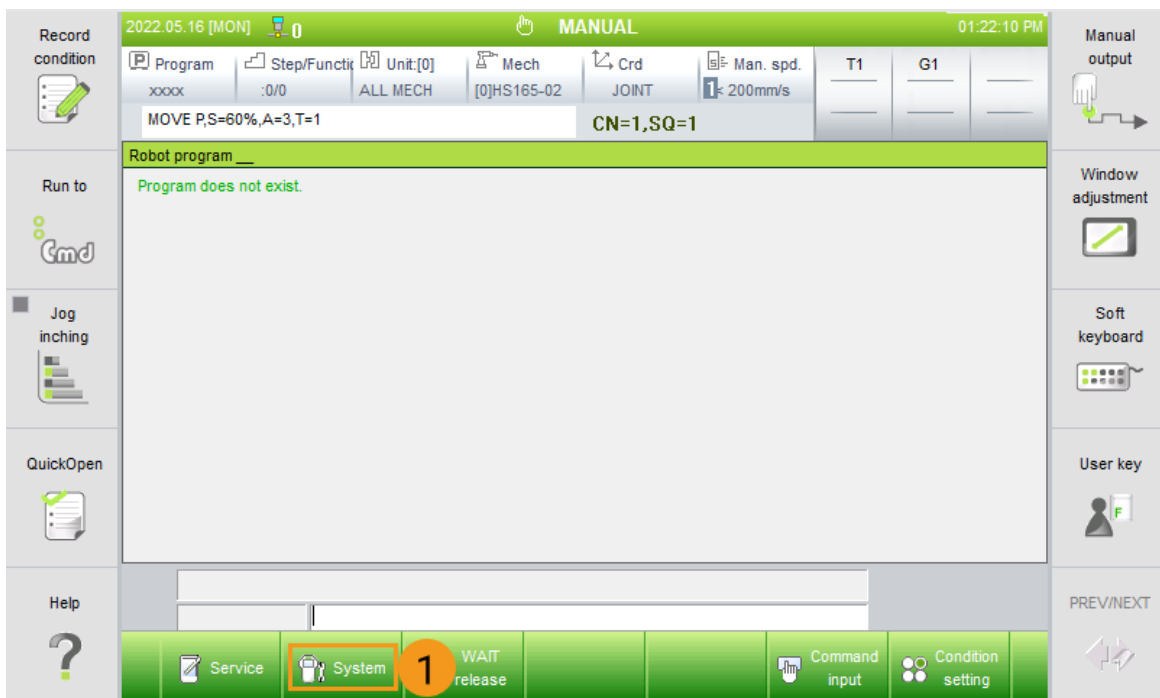 Record
condition
Run to
Cmd
Jog
inching
QuickOpen
Help
2022.05.16 [MON] 0 MANUAL 01:22:10 PM
P Program Step/Functi Unit:[0] Mech Crd Man. spd. T1 G1
xxxx :0/0 ALL MECH [0]HS165-02 JOINT 1< 200mm/s
MOVE P,S=60%,A=3,T=1 CN=1,SQ=1
Robot program __
Program does not exist.
Service System 1 WAIT
release
Command
input
Condition
setting
Manual
output
Window
adjustment
Soft
keyboard
User key
F
PREV/NEXT